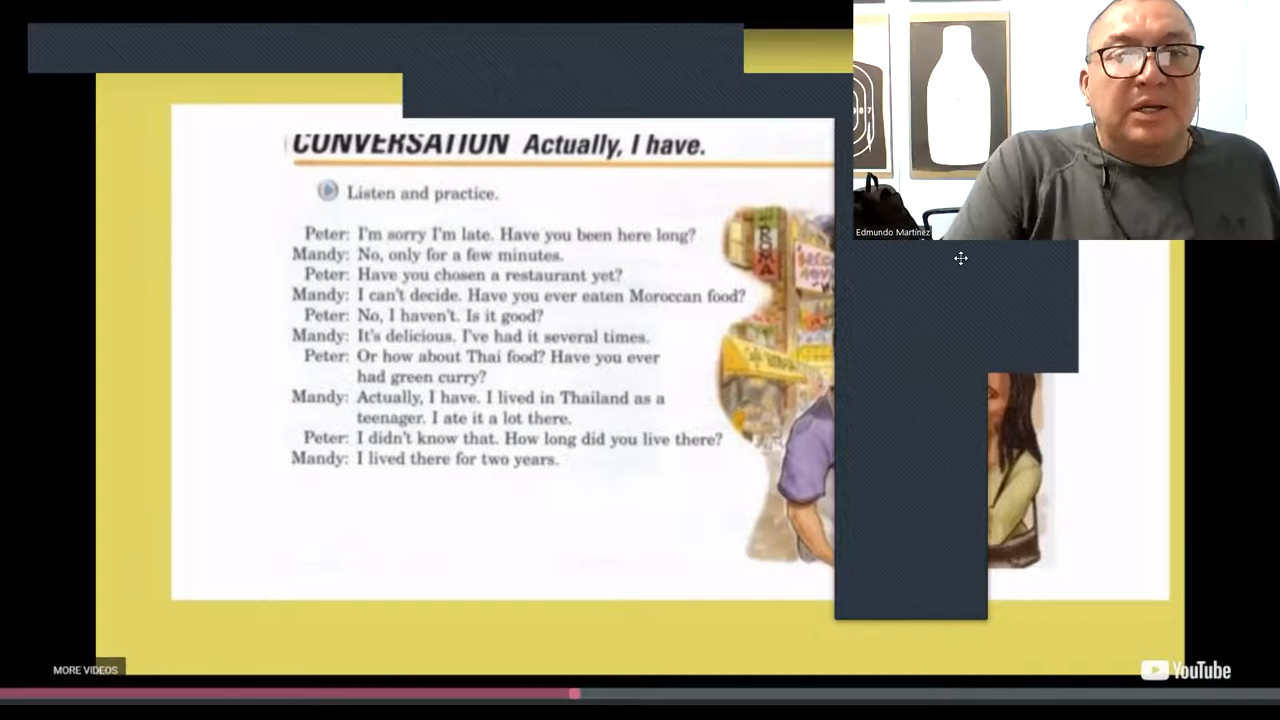 CONVERSATION Actually, I have.
Listen and practice.
Peter: I'm sorry I'm late. Have you been here long?
Mandy: No, only for a few minutes.
Peter: Have you chosen a restaurant yet?
Mandy: I can't decide. Have you ever eaten Moroccan food?
Peter: No, I haven't. Is it good?
Mandy: It's delicious. I've had it several times.
Peter: Or how about Thai food? Have you ever
had green curry?
Mandy: Actually, I have. I lived in Thailand as a
teenager. I ate it a lot there.
Peter: I didn't know that. How long did you live there?
Mandy: I lived there for two years.
Edmundo Martínez
MORE VIDEOS
YouTube